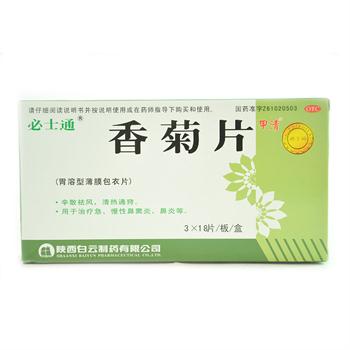 请仔细阅读说明书并按说明使用或在药师指导下购买和使用。
国药准字Z61020503
OTC
甲清
必士通®
香菊片
(胃溶型薄膜包衣片)
·辛散祛风，清热通窍。
·用于治疗急、慢性鼻窦炎，鼻炎等。
3×18片/板/盒
陕西白云制药有限公司
SHAANXI BAIYUN PHARMACEUTICAL CO.,LTD.